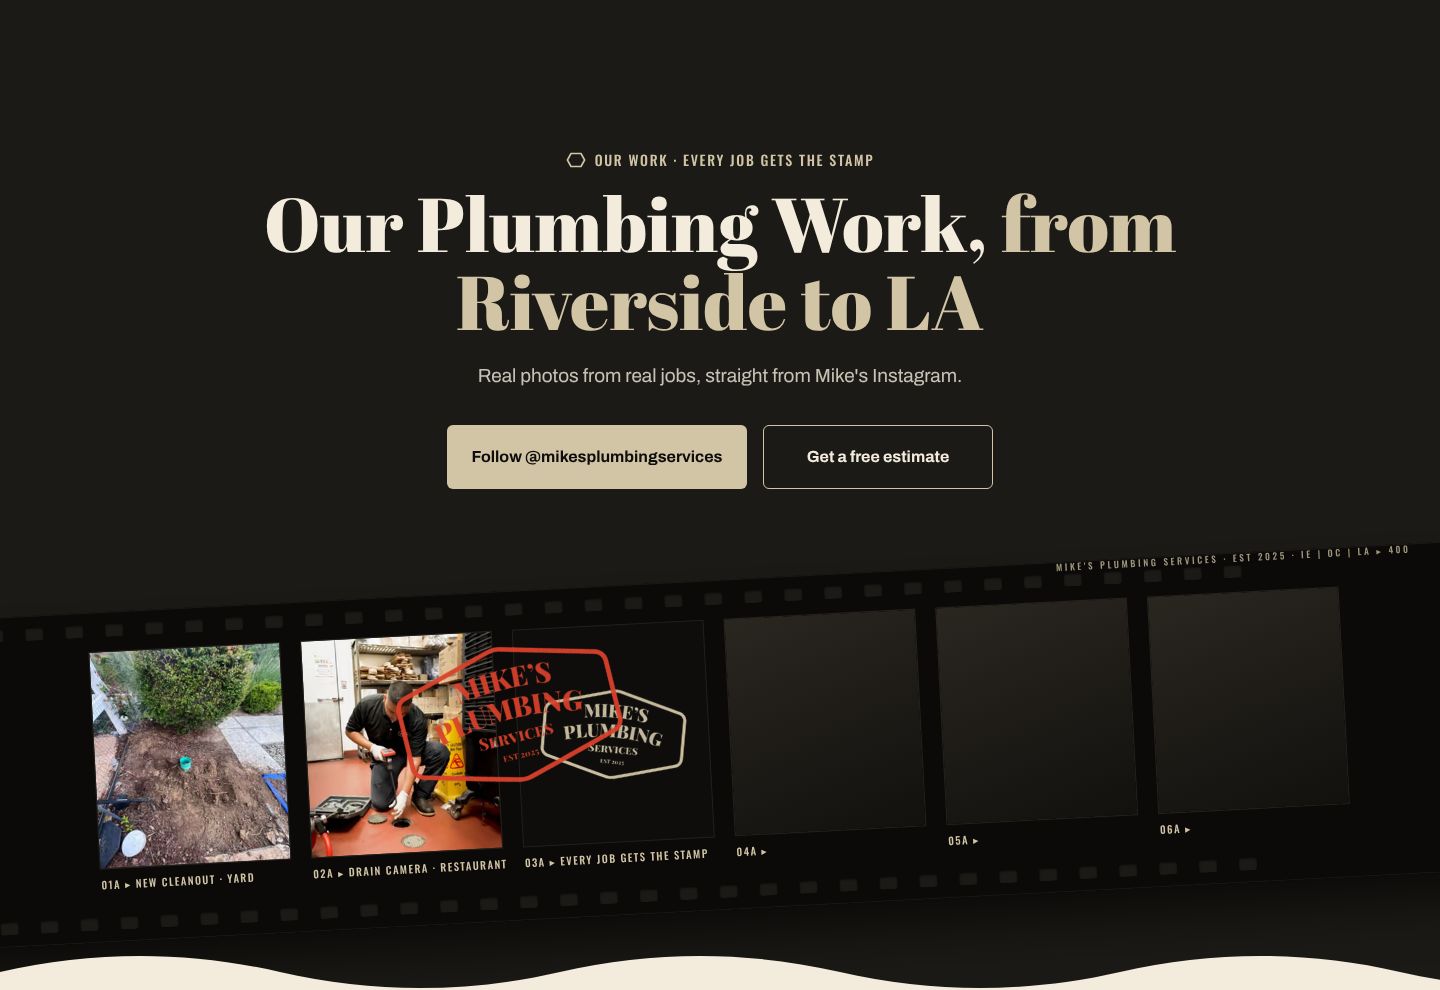 OUR WORK · EVERY JOB GETS THE STAMP
Our Plumbing Work, from
Riverside to LA
Real photos from real jobs, straight from Mike's Instagram.
Follow @mikesplumbingservices
Get a free estimate
MIKE'S PLUMBING SERVICES · EST 2025 · IE | OC | LA ▸ 400
MIKE'S
PLUMBING
SERVICES
EST 2025
MIKE'S
PLUMBING
SERVICES
EST 2025
01A ▸ NEW CLEANOUT · YARD
02A ▸ DRAIN CAMERA · RESTAURANT
03A ▸ EVERY JOB GETS THE STAMP
04A ▸
05A ▸
06A ▸